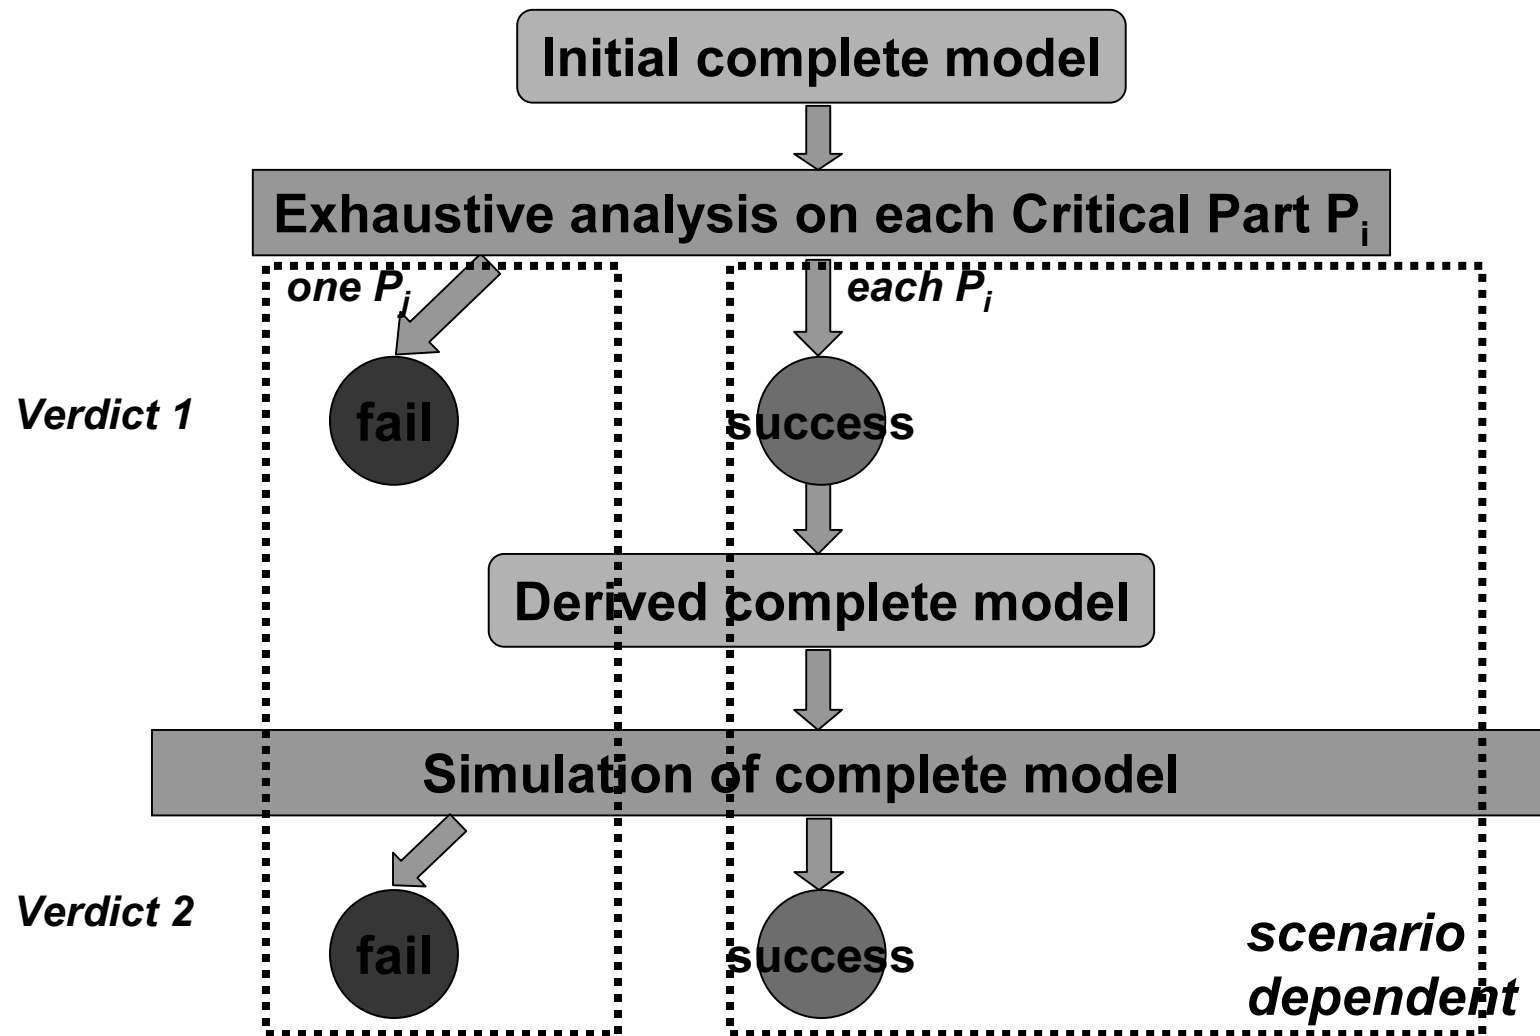 Initial complete model
Exhaustive analysis on each Critical Part Pi
one Pj
each Pi
Verdict 1
fail
success
Derived complete model
Simulation of complete model
Verdict 2
fail
success
scenario
dependent